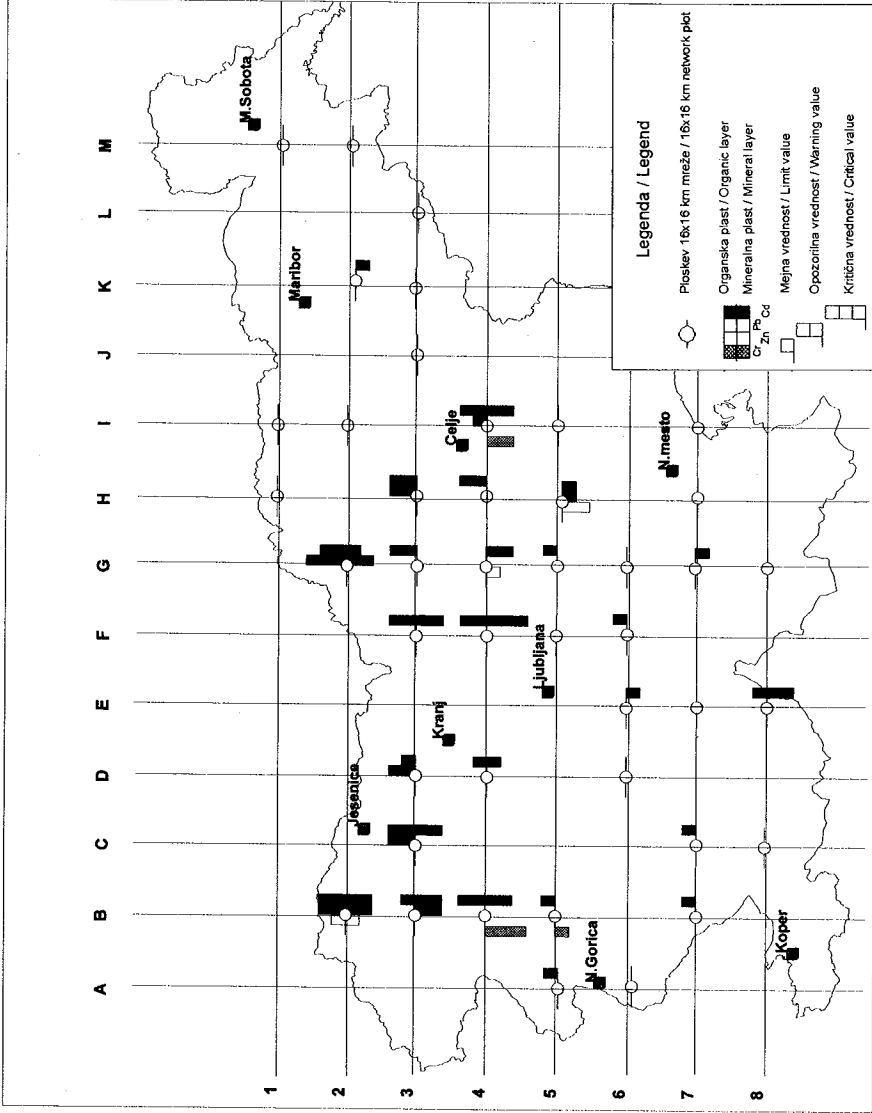 M.Sobota
Maribor
Celje
N.mesto
Ljubljana
Kranj
Jesenice
N.Gorica
Koper
A
B
C
D
E
F
G
H
I
J
K
L
M
1
2
3
4
5
6
7
8
Legenda / Legend
Ploskev 16x16 km mreže / 16x16 km network plot
Organska plast / Organic layer
Mineralna plast / Mineral layer
Cr Zn Pb Cd
Mejna vrednost / Limit value
Opozorilna vrednost / Warning value
Kritična vrednost / Critical value